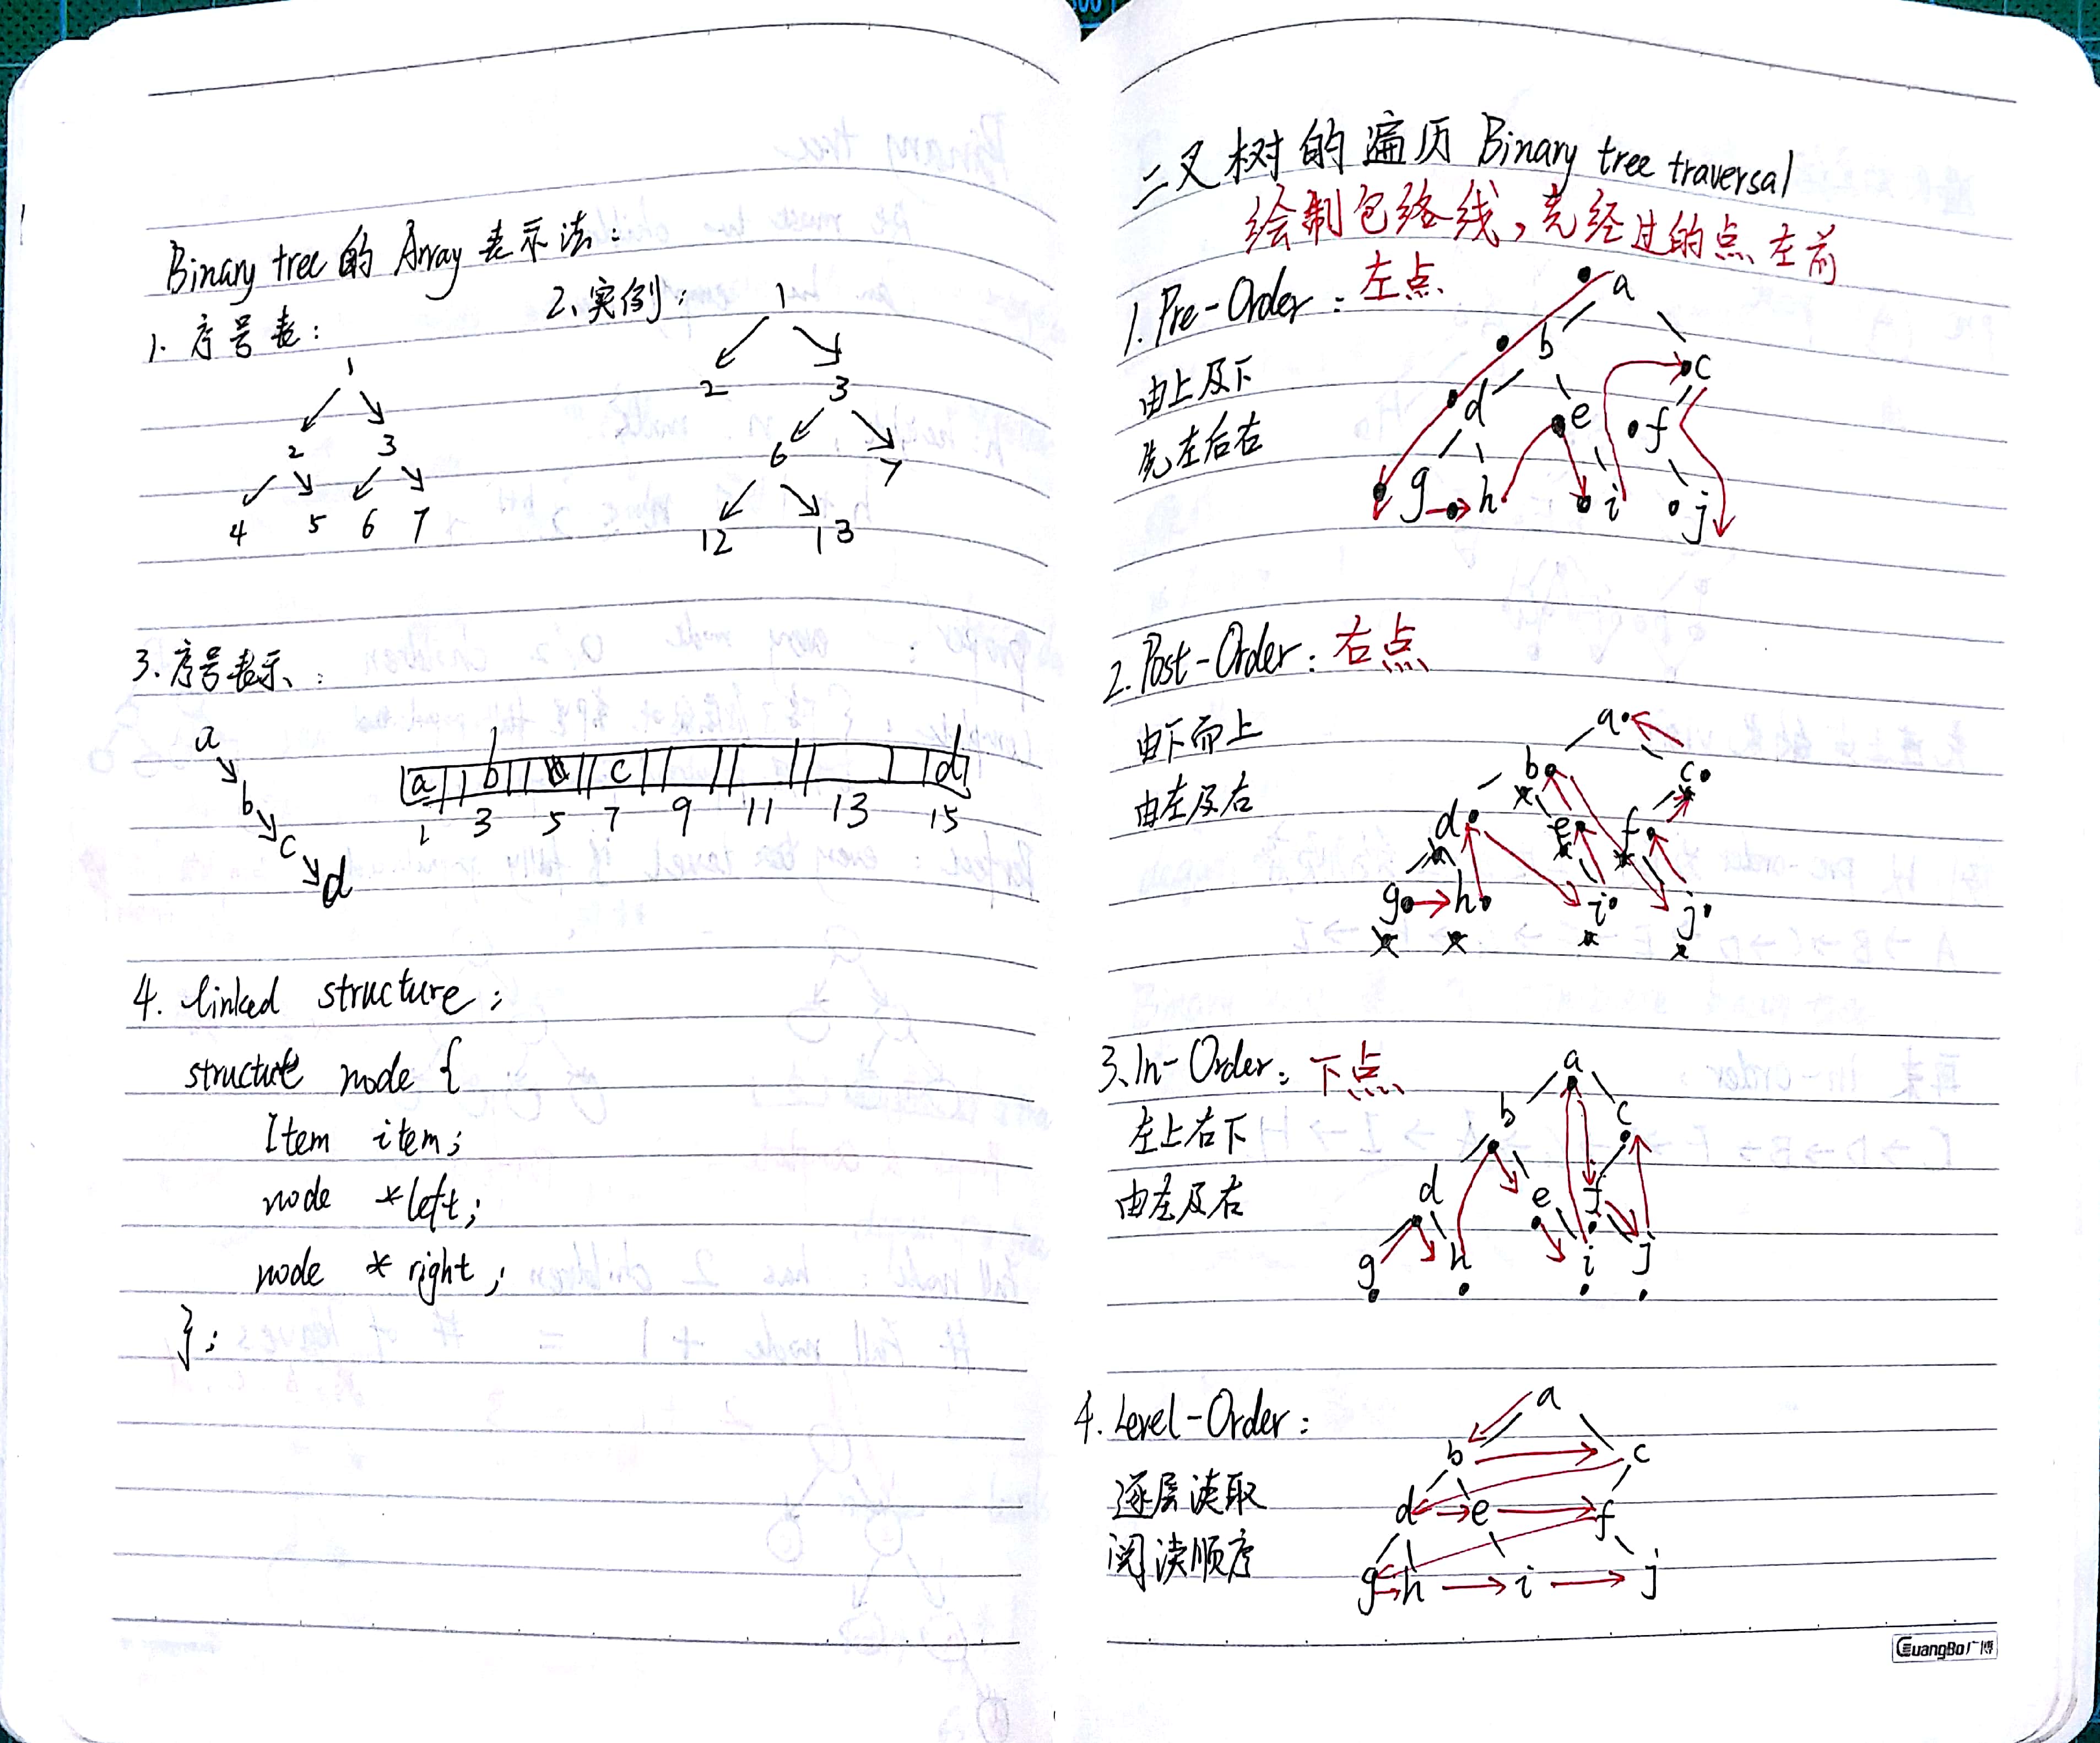 Binary tree 的 Array 表示法：
1. 序号表：
2、实例：
1
2 3
4 5 6 7
1
2 3
6 7
12 13
3. 序号表示：
a
b
c
d
a b c d
1 3 5 7 9 11 13 15
4. linked structure：
structure node {
Item item;
node *left;
node * right;
};
二叉树的遍历 Binary tree traversal
绘制包络线，先经过的点在前
1. Pre-Order：左点
由上及下
先左后右
a
b c
d e f
g h i j
2. Post-Order：右点
由下而上
由左及右
a
b c
d e f
g h i j
3. In-Order：下点
左上右下
由左及右
a
b c
d e f
g h i j
4. Level-Order：
逐层读取
阅读顺序
a
b c
d e f
g h i j
GuangBo广博